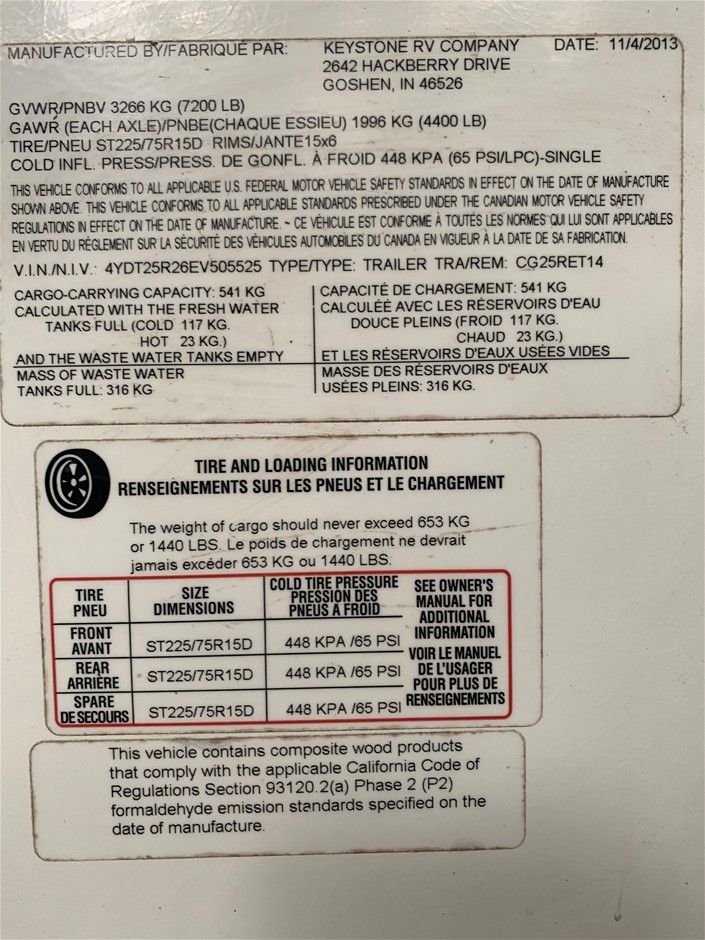 MANUFACTURED BY/FABRIQUÉ PAR: KEYSTONE RV COMPANY DATE: 11/4/2013
2642 HACKBERRY DRIVE
GOSHEN, IN 46526
GVWR/PNBV 3266 KG (7200 LB)
GAWR (EACH AXLE)/PNBE(CHAQUE ESSIEU) 1996 KG (4400 LB)
TIRE/PNEU ST225/75R15D RIMS/JANTE15x6
COLD INFL. PRESS/PRESS. DE GONFL. À FROID 448 KPA (65 PSI/LPC)-SINGLE
THIS VEHICLE CONFORMS TO ALL APPLICABLE U.S. FEDERAL MOTOR VEHICLE SAFETY STANDARDS IN EFFECT ON THE DATE OF MANUFACTURE
SHOWN ABOVE. THIS VEHICLE CONFORMS TO ALL APPLICABLE STANDARDS PRESCRIBED UNDER THE CANADIAN MOTOR VEHICLE SAFETY
REGULATIONS IN EFFECT ON THE DATE OF MANUFACTURE. ~ CE VÉHICULE EST CONFORME À TOUTES LES NORMES QUI LUI SONT APPLICABLES
EN VERTU DU RÈGLEMENT SUR LA SÉCURITÉ DES VÉHICULES AUTOMOBILES DU CANADA EN VIGUEUR À LA DATE DE SA FABRICATION.
V.I.N./N.I.V.: 4YDT25R26EV505525 TYPE/TYPE: TRAILER TRA/REM: CG25RET14
CARGO-CARRYING CAPACITY: 541 KG
CALCULATED WITH THE FRESH WATER
TANKS FULL (COLD 117 KG.
HOT 23 KG.)
AND THE WASTE WATER TANKS EMPTY
MASS OF WASTE WATER
TANKS FULL: 316 KG
CAPACITÉ DE CHARGEMENT: 541 KG
CALCULÉE AVEC LES RÉSERVOIRS D'EAU
DOUCE PLEINS (FROID 117 KG.
CHAUD 23 KG.)
ET LES RÉSERVOIRS D'EAUX USÉES VIDES
MASSE DES RÉSERVOIRS D'EAUX
USÉES PLEINS: 316 KG.
TIRE AND LOADING INFORMATION
RENSEIGNEMENTS SUR LES PNEUS ET LE CHARGEMENT
The weight of cargo should never exceed 653 KG
or 1440 LBS. Le poids de chargement ne devrait
jamais excéder 653 KG ou 1440 LBS.
TIRE
PNEU
SIZE
DIMENSIONS
COLD TIRE PRESSURE
PRESSION DES
PNEUS A FROID
FRONT
AVANT
ST225/75R15D 448 KPA /65 PSI
REAR
ARRIÈRE
ST225/75R15D 448 KPA /65 PSI
SPARE
DE SECOURS
ST225/75R15D 448 KPA /65 PSI
SEE OWNER'S
MANUAL FOR
ADDITIONAL
INFORMATION
VOIR LE MANUEL
DE L'USAGER
POUR PLUS DE
RENSEIGNEMENTS
This vehicle contains composite wood products
that comply with the applicable California Code of
Regulations Section 93120.2(a) Phase 2 (P2)
formaldehyde emission standards specified on the
date of manufacture.